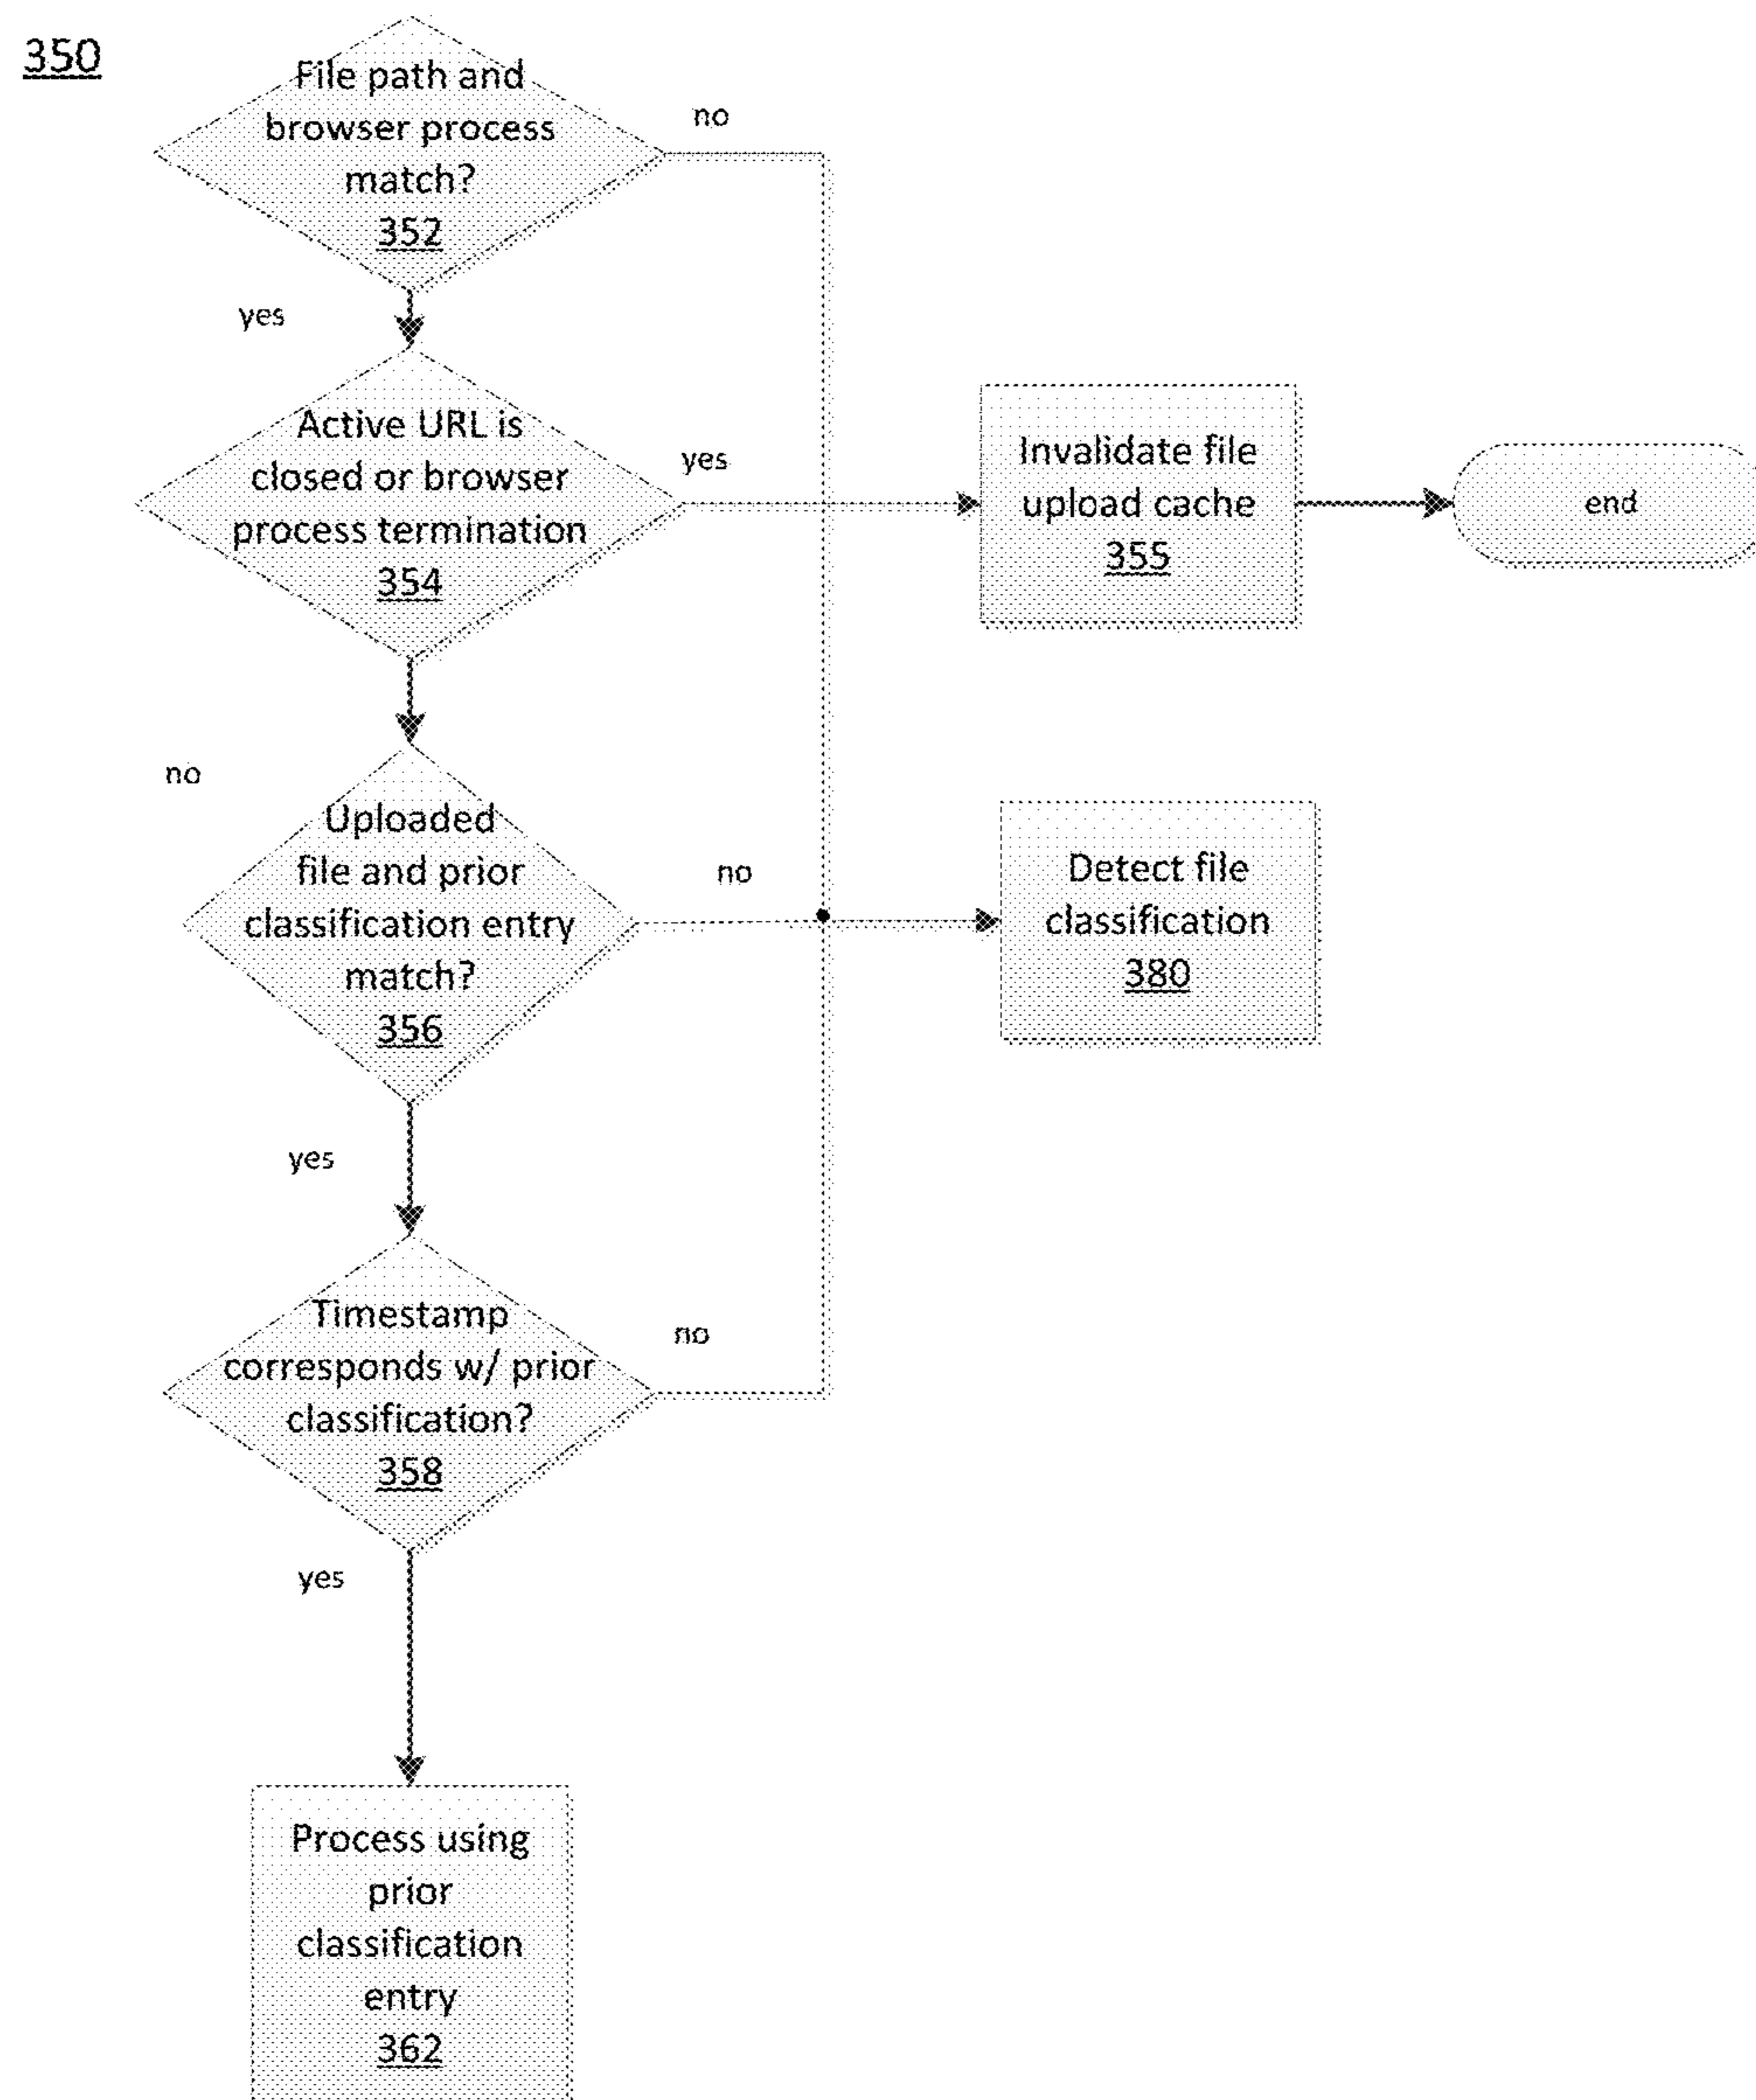 350
File path and
browser process
match?
352
no
yes
Active URL is
closed or browser
process termination
354
yes
Invalidate file
upload cache
355
end
no
Uploaded
file and prior
classification entry
match?
356
no
Detect file
classification
380
yes
Timestamp
corresponds w/ prior
classification?
358
no
yes
Process using
prior
classification
entry
362